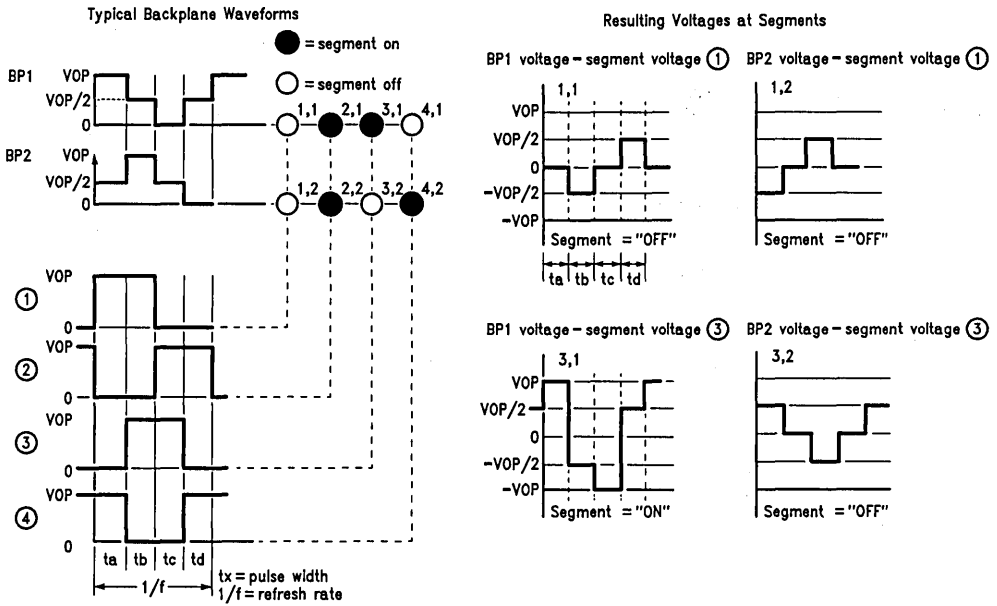 Typical Backplane Waveforms
= segment on
= segment off
BP1
VOP
VOP/2
0
BP2
VOP
VOP/2
0
1,1 2,1 3,1 4,1
1,2 2,2 3,2 4,2
1
VOP
0
2
VOP
0
3
VOP
0
4
VOP
0
ta tb tc td
1/f
tx = pulse width
1/f = refresh rate
Resulting Voltages at Segments
BP1 voltage – segment voltage 1
1,1
VOP
VOP/2
0
-VOP/2
-VOP
Segment = "OFF"
ta tb tc td
BP2 voltage – segment voltage 1
1,2
Segment = "OFF"
BP1 voltage – segment voltage 3
3,1
VOP
VOP/2
0
-VOP/2
-VOP
Segment = "ON"
BP2 voltage – segment voltage 3
3,2
Segment = "OFF"